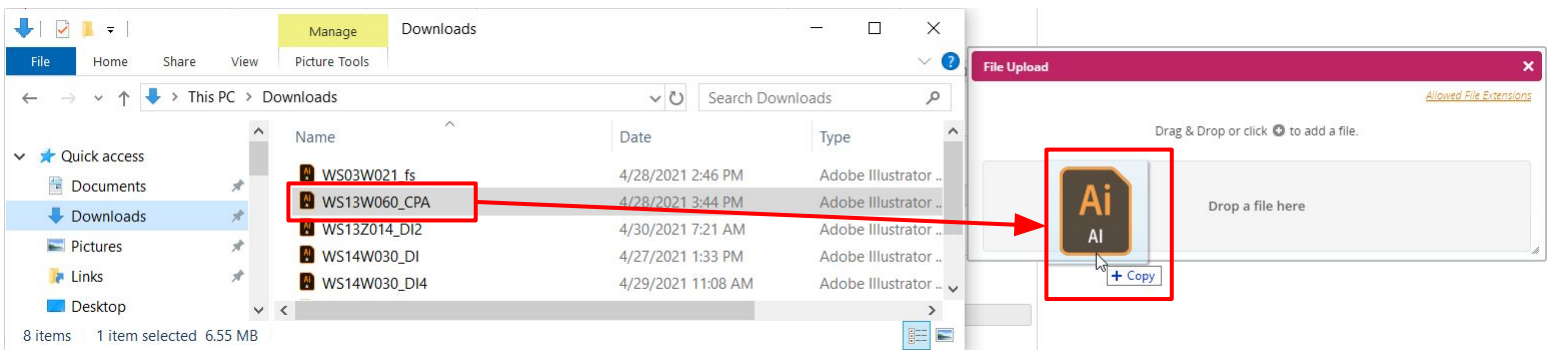 Manage Downloads
File Home Share View Picture Tools
This PC > Downloads Search Downloads
Name Date Type
Quick access
Documents
Downloads
Pictures
Links
Desktop
WS03W021_fs 4/28/2021 2:46 PM Adobe Illustrator ..
WS13W060_CPA 4/28/2021 3:44 PM Adobe Illustrator ..
WS13Z014_DI2 4/30/2021 7:21 AM Adobe Illustrator ..
WS14W030_DI 4/27/2021 1:33 PM Adobe Illustrator ..
WS14W030_DI4 4/29/2021 11:08 AM Adobe Illustrator ..
8 items 1 item selected 6.55 MB
File Upload
Allowed File Extensions
Drag & Drop or click + to add a file.
Ai
AI
Drop a file here
+ Copy